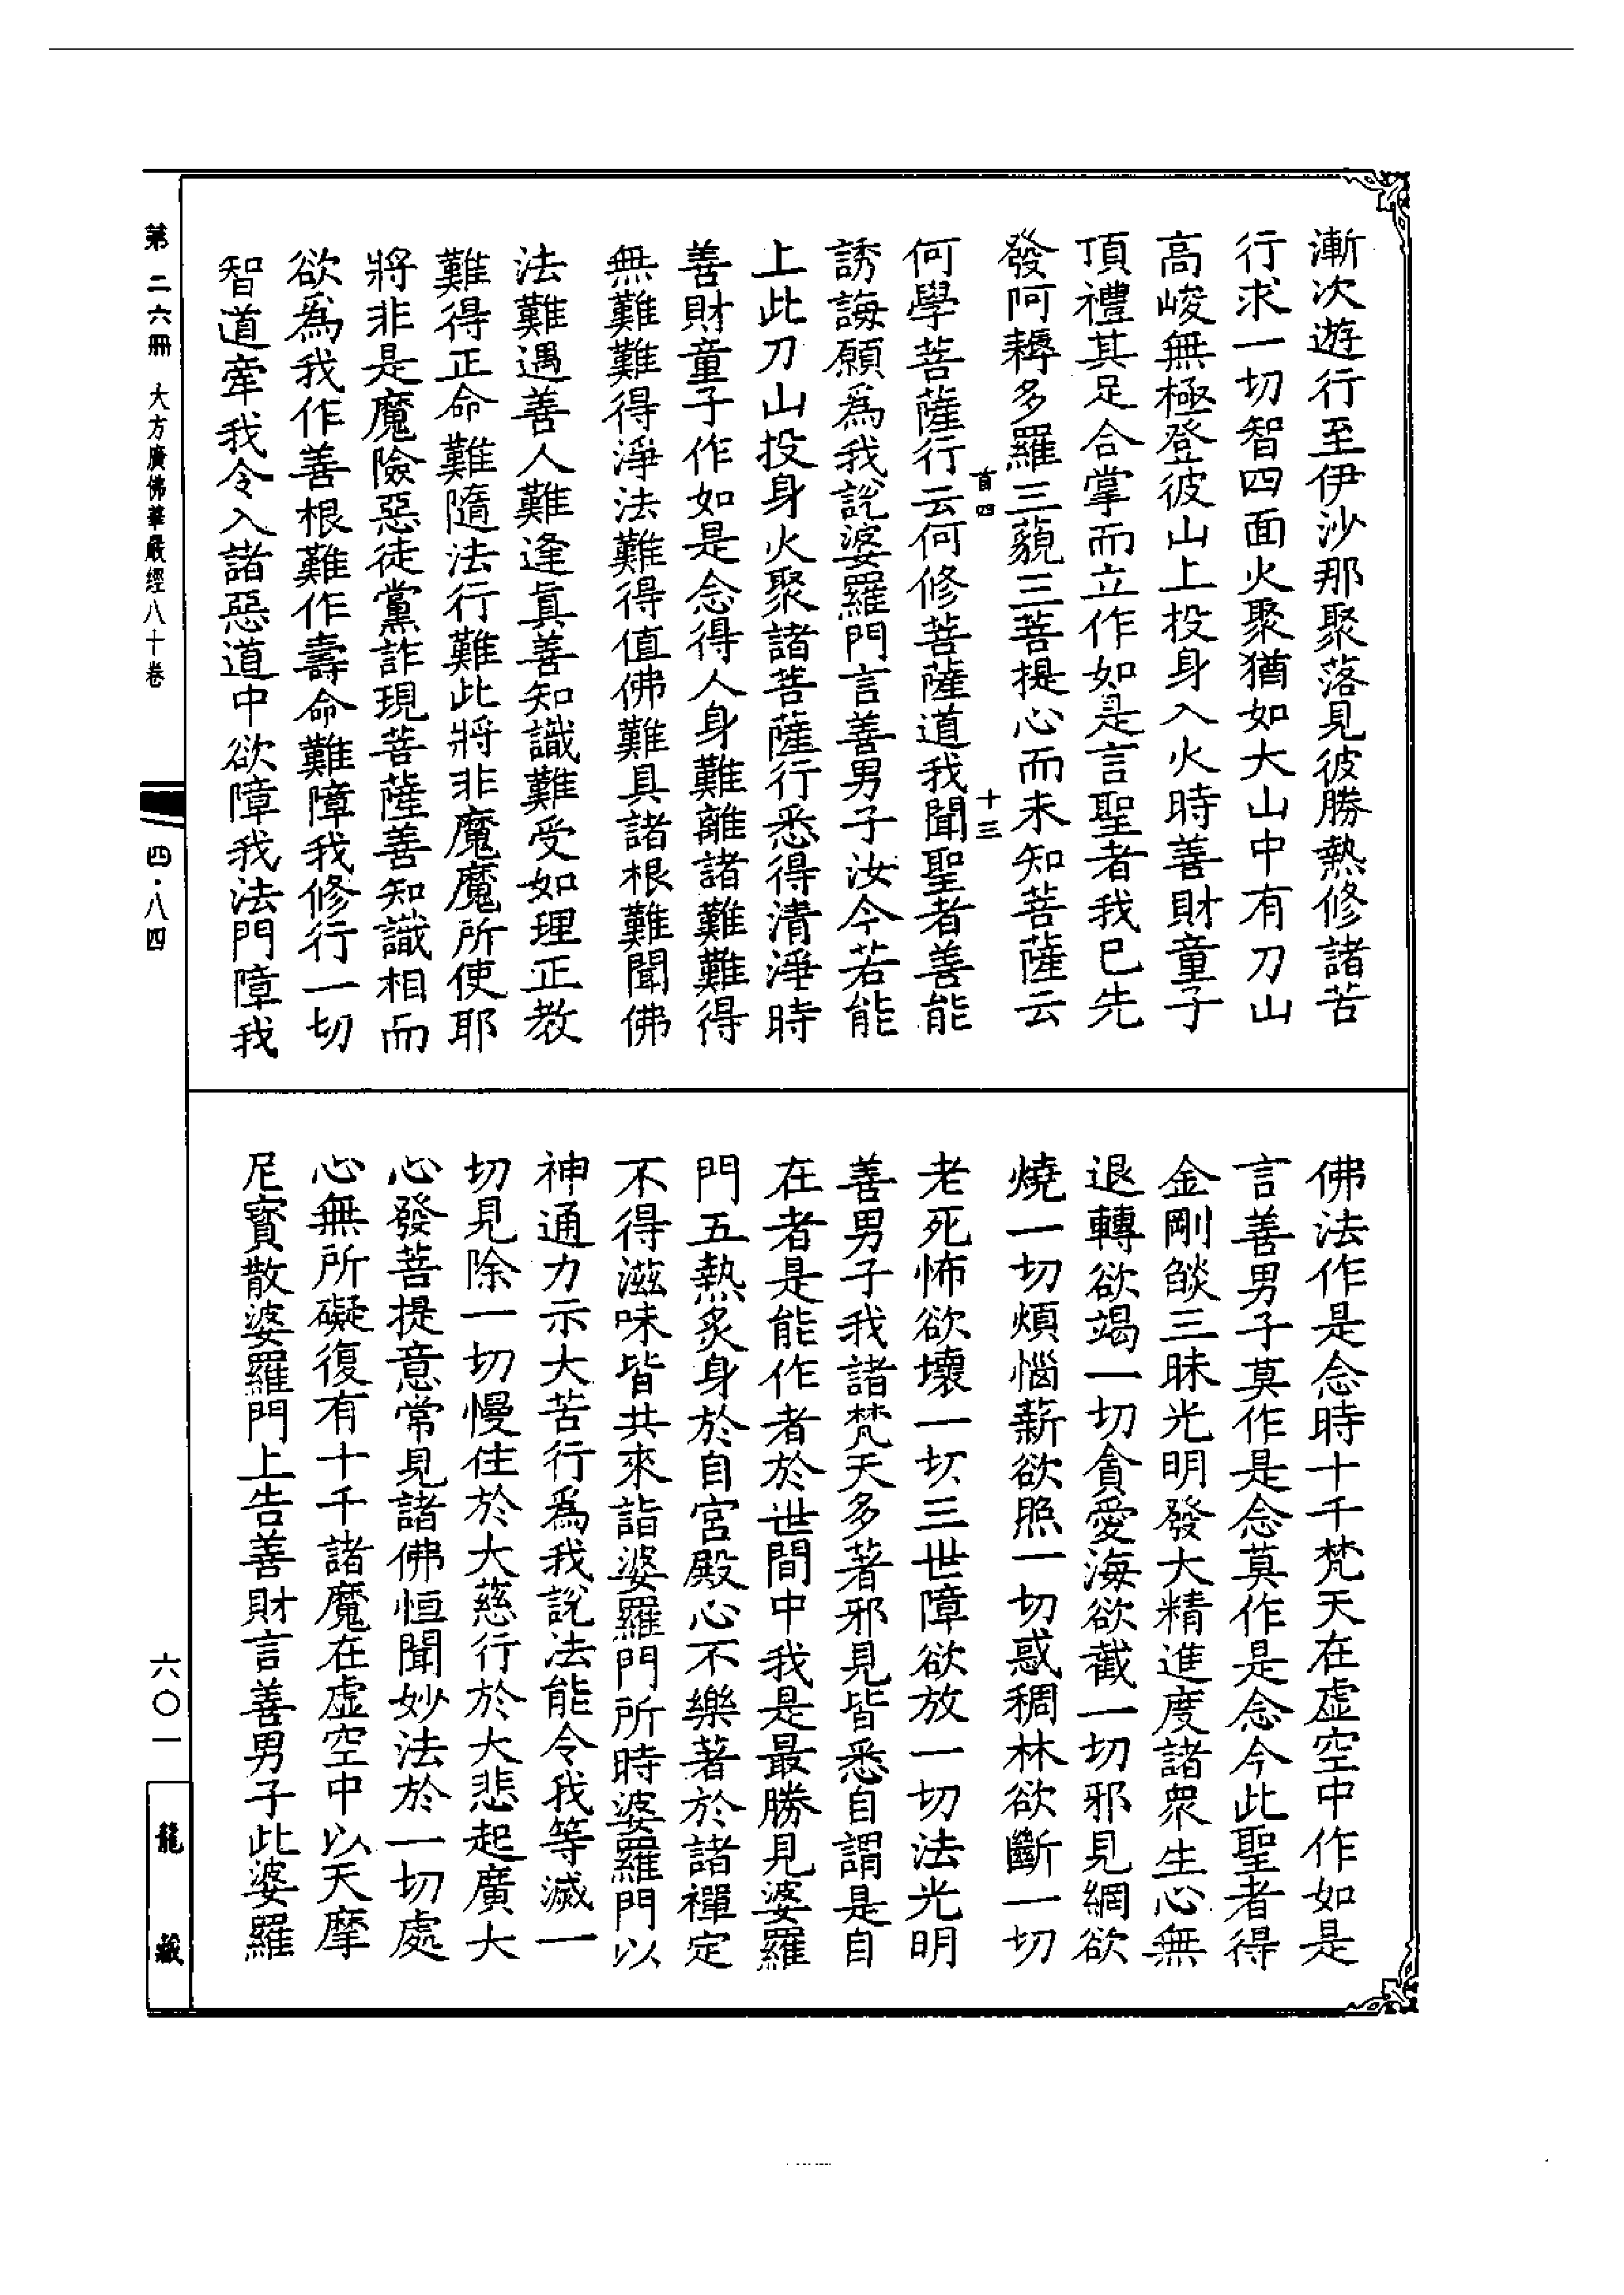 漸次遊行至伊沙那聚落見彼勝熱修諸苦
行求一切智四面火聚猶如大山中有刀山
高峻無極登彼山上投身入火時善財童子
頂禮其足合掌而立作如是言聖者我已先
發阿耨多羅三藐三菩提心而未知菩薩云
首四 十三
何學菩薩行云何修菩薩道我聞聖者善能
誘誨願爲我說婆羅門言善男子汝今若能
上此刀山投身火聚諸菩薩行悉得清淨時
善財童子作如是念得人身難離諸難難得
無難難得淨法難得值佛難具諸根難聞佛
法難遇善人難逢真善知識難受如理正教
難得正命難隨法行難此將非魔魔所使耶
將非是魔險惡徒黨詐現菩薩善知識相而
欲爲我作善根難作壽命難障我修行一切
智道牽我令入諸惡道中欲障我法門障我
佛法作是念時十千梵天在虛空中作如是
言善男子莫作是念莫作是念今此聖者得
金剛燄三昧光明發大精進度諸衆生心無
退轉欲竭一切貪愛海欲截一切邪見網欲
燒一切煩惱薪欲照一切惑稠林欲斷一切
老死怖欲壞一切三世障欲放一切法光明
善男子我諸梵天多著邪見皆悉自謂是自
在者是能作者於世間中我是最勝見婆羅
門五熱炙身於自宮殿心不樂著於諸禪定
不得滋味皆共來詣婆羅門所時婆羅門以
神通力示大苦行爲我說法能令我等滅一
切見除一切慢住於大慈行於大悲起廣大
心發菩提意常見諸佛恒聞妙法於一切處
心無所礙復有十千諸魔在虛空中以天摩
尼寶散婆羅門上告善財言善男子此婆羅
第二六冊 大方廣佛華嚴經八十卷 四·八四 六〇一 龍藏